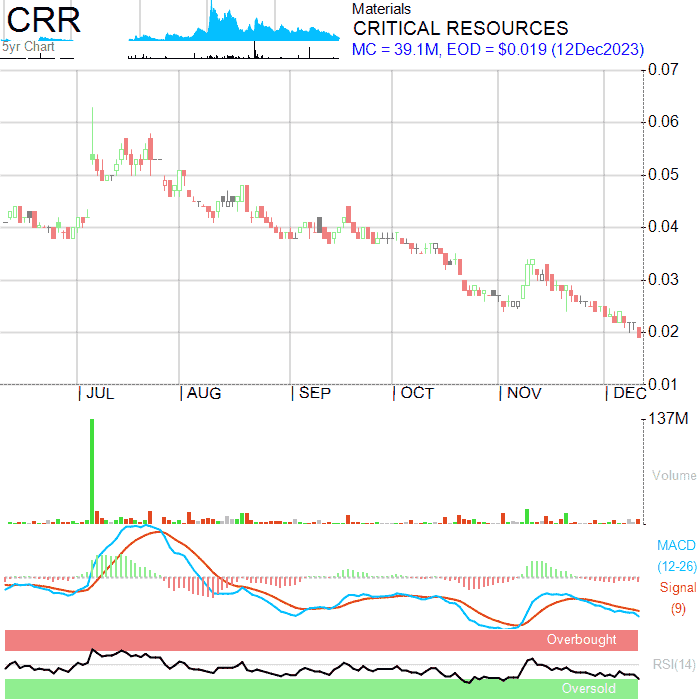 CRR
5yr Chart
Materials
CRITICAL RESOURCES
MC = 39.1M, EOD = $0.019 (12Dec2023)
0.07
0.06
0.05
0.04
0.03
0.02
0.01
JUL AUG SEP OCT NOV DEC
137M
Volume
MACD
(12-26)
Signal
(9)
Overbought
RSI(14)
Oversold